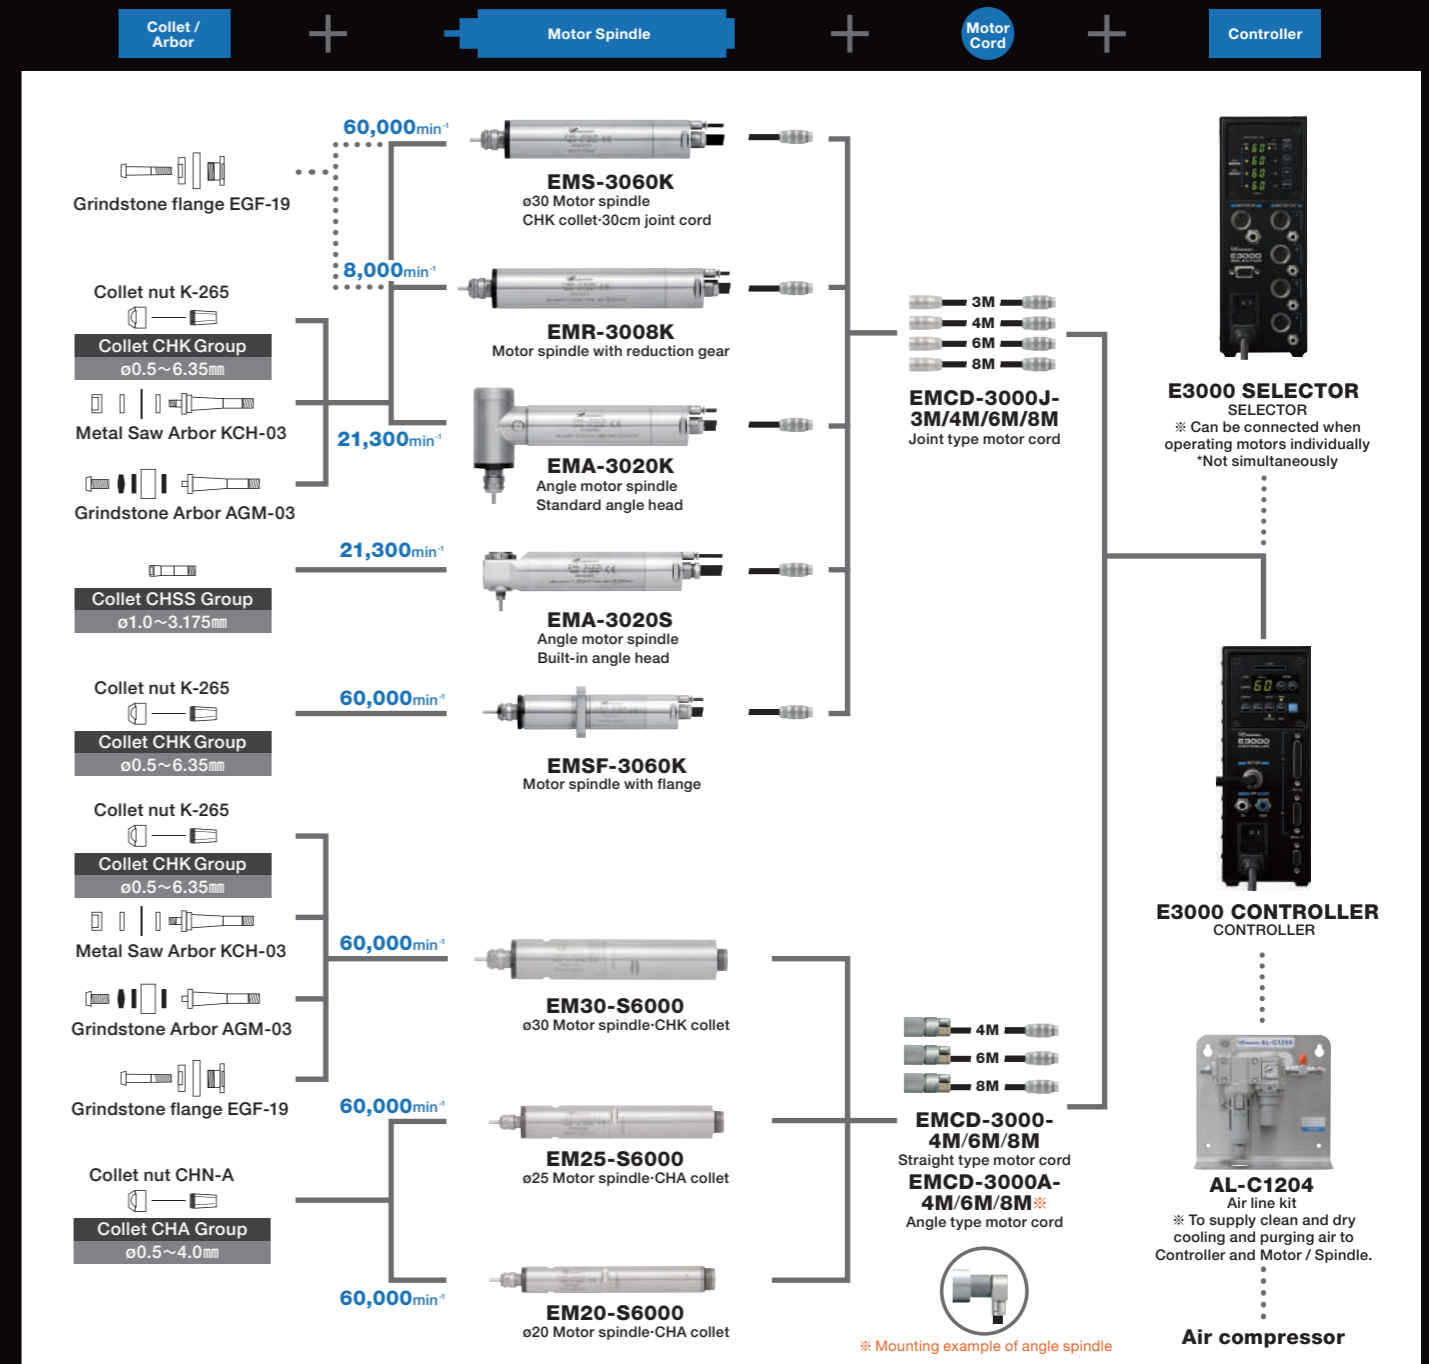 Collet /
Arbor
Motor Spindle
Motor
Cord
Controller
60,000min⁻¹
Grindstone flange EGF-19
EMS-3060K
ø30 Motor spindle
CHK collet·30cm joint cord
8,000min⁻¹
Collet nut K-265
Collet CHK Group
ø0.5～6.35㎜
EMR-3008K
Motor spindle with reduction gear
Metal Saw Arbor KCH-03
21,300min⁻¹
EMA-3020K
Angle motor spindle
Standard angle head
Grindstone Arbor AGM-03
21,300min⁻¹
Collet CHSS Group
ø1.0～3.175㎜
EMA-3020S
Angle motor spindle
Built-in angle head
Collet nut K-265
60,000min⁻¹
Collet CHK Group
ø0.5～6.35㎜
EMSF-3060K
Motor spindle with flange
3M
4M
6M
8M
EMCD-3000J-
3M/4M/6M/8M
Joint type motor cord
E3000
SELECTOR
E3000 SELECTOR
SELECTOR
※ Can be connected when
operating motors individually
*Not simultaneously
60
E3000
CONTROLLER
E3000 CONTROLLER
CONTROLLER
Collet nut K-265
Collet CHK Group
ø0.5～6.35㎜
Metal Saw Arbor KCH-03
60,000min⁻¹
EM30-S6000
ø30 Motor spindle·CHK collet
Grindstone Arbor AGM-03
Grindstone flange EGF-19
60,000min⁻¹
EM25-S6000
ø25 Motor spindle·CHA collet
Collet nut CHN-A
Collet CHA Group
ø0.5～4.0㎜
60,000min⁻¹
EM20-S6000
ø20 Motor spindle·CHA collet
4M
6M
8M
EMCD-3000-
4M/6M/8M
Straight type motor cord
EMCD-3000A-
4M/6M/8M※
Angle type motor cord
※ Mounting example of angle spindle
AL-C1204
AL-C1204
Air line kit
※ To supply clean and dry
cooling and purging air to
Controller and Motor / Spindle.
Air compressor